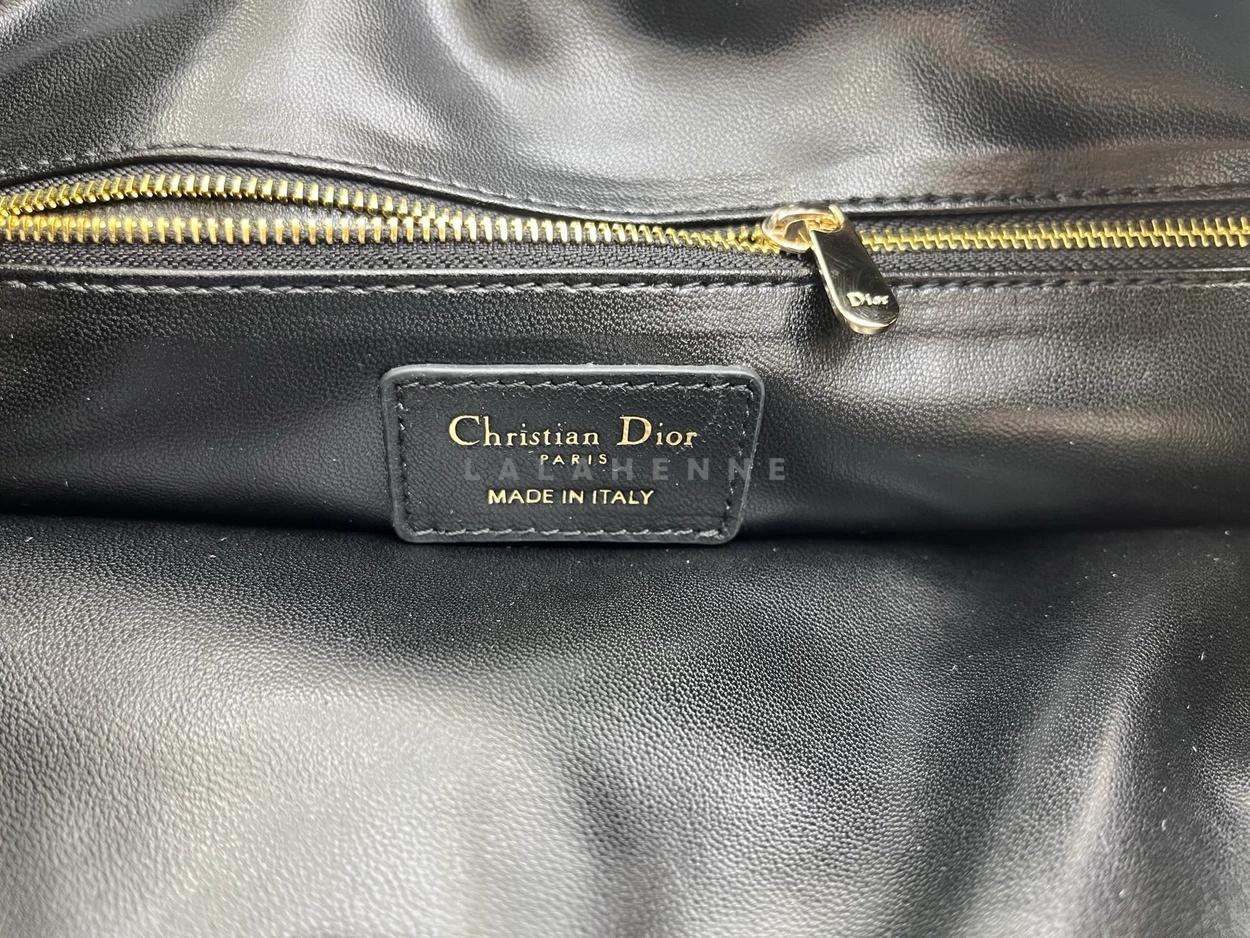 Dior
Christian Dior
PARIS
LALAHENNE
MADE IN ITALY